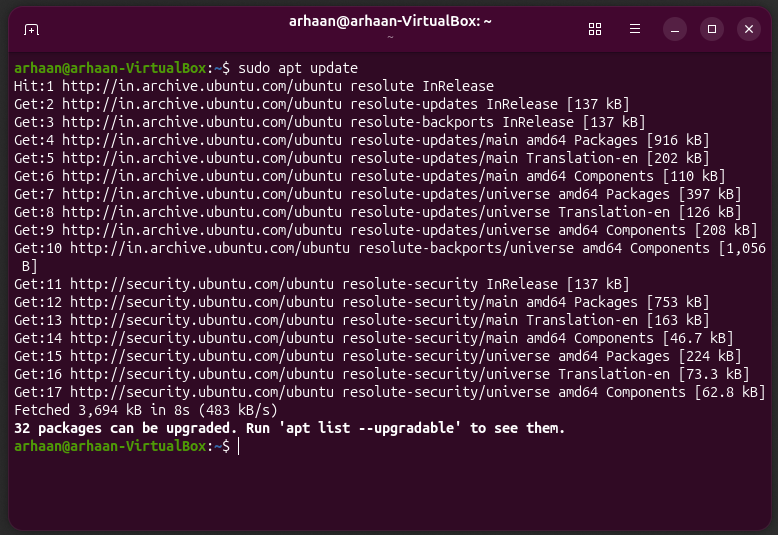 arhaan@arhaan-VirtualBox: ~
~
arhaan@arhaan-VirtualBox:~$ sudo apt update
Hit:1 http://in.archive.ubuntu.com/ubuntu resolute InRelease
Get:2 http://in.archive.ubuntu.com/ubuntu resolute-updates InRelease [137 kB]
Get:3 http://in.archive.ubuntu.com/ubuntu resolute-backports InRelease [137 kB]
Get:4 http://in.archive.ubuntu.com/ubuntu resolute-updates/main amd64 Packages [916 kB]
Get:5 http://in.archive.ubuntu.com/ubuntu resolute-updates/main Translation-en [202 kB]
Get:6 http://in.archive.ubuntu.com/ubuntu resolute-updates/main amd64 Components [110 kB]
Get:7 http://in.archive.ubuntu.com/ubuntu resolute-updates/universe amd64 Packages [397 kB]
Get:8 http://in.archive.ubuntu.com/ubuntu resolute-updates/universe Translation-en [126 kB]
Get:9 http://in.archive.ubuntu.com/ubuntu resolute-updates/universe amd64 Components [208 kB]
Get:10 http://in.archive.ubuntu.com/ubuntu resolute-backports/universe amd64 Components [1,056
 B]
Get:11 http://security.ubuntu.com/ubuntu resolute-security InRelease [137 kB]
Get:12 http://security.ubuntu.com/ubuntu resolute-security/main amd64 Packages [753 kB]
Get:13 http://security.ubuntu.com/ubuntu resolute-security/main Translation-en [163 kB]
Get:14 http://security.ubuntu.com/ubuntu resolute-security/main amd64 Components [46.7 kB]
Get:15 http://security.ubuntu.com/ubuntu resolute-security/universe amd64 Packages [224 kB]
Get:16 http://security.ubuntu.com/ubuntu resolute-security/universe Translation-en [73.3 kB]
Get:17 http://security.ubuntu.com/ubuntu resolute-security/universe amd64 Components [62.8 kB]
Fetched 3,694 kB in 8s (483 kB/s)
32 packages can be upgraded. Run 'apt list --upgradable' to see them.
arhaan@arhaan-VirtualBox:~$